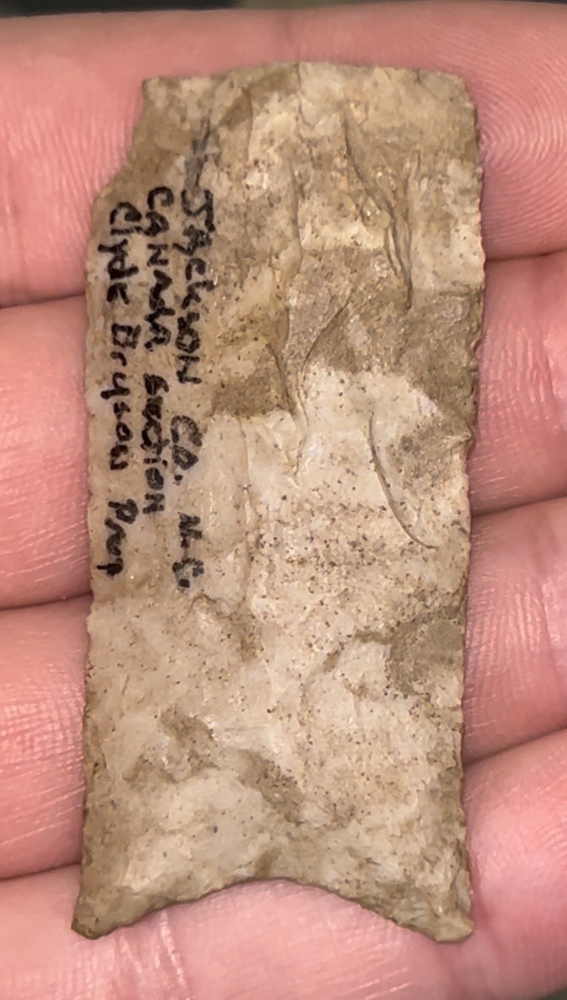 Jackson Co. N.C.
CANADA section
Clyde Bryson Prop